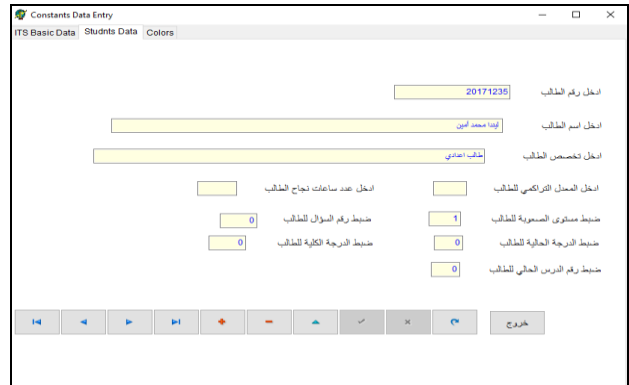 Constants Data Entry
ITS Basic Data Studnts Data Colors
ادخل رقم الطالب 20171235
ادخل اسم الطالب ليندا محمد أمين
ادخل تخصص الطالب طالب اعدادي
ادخل المعدل التراكمي للطالب ادخل عدد ساعات نجاح الطالب
ضبط مستوى الصعوبة للطالب 1 ضبط رقم السؤال للطالب 0
ضبط الدرجة الحالية للطالب 0 ضبط الدرجة الكلية للطالب 0
ضبط رقم الدرس الحالي للطالب 0
خروج